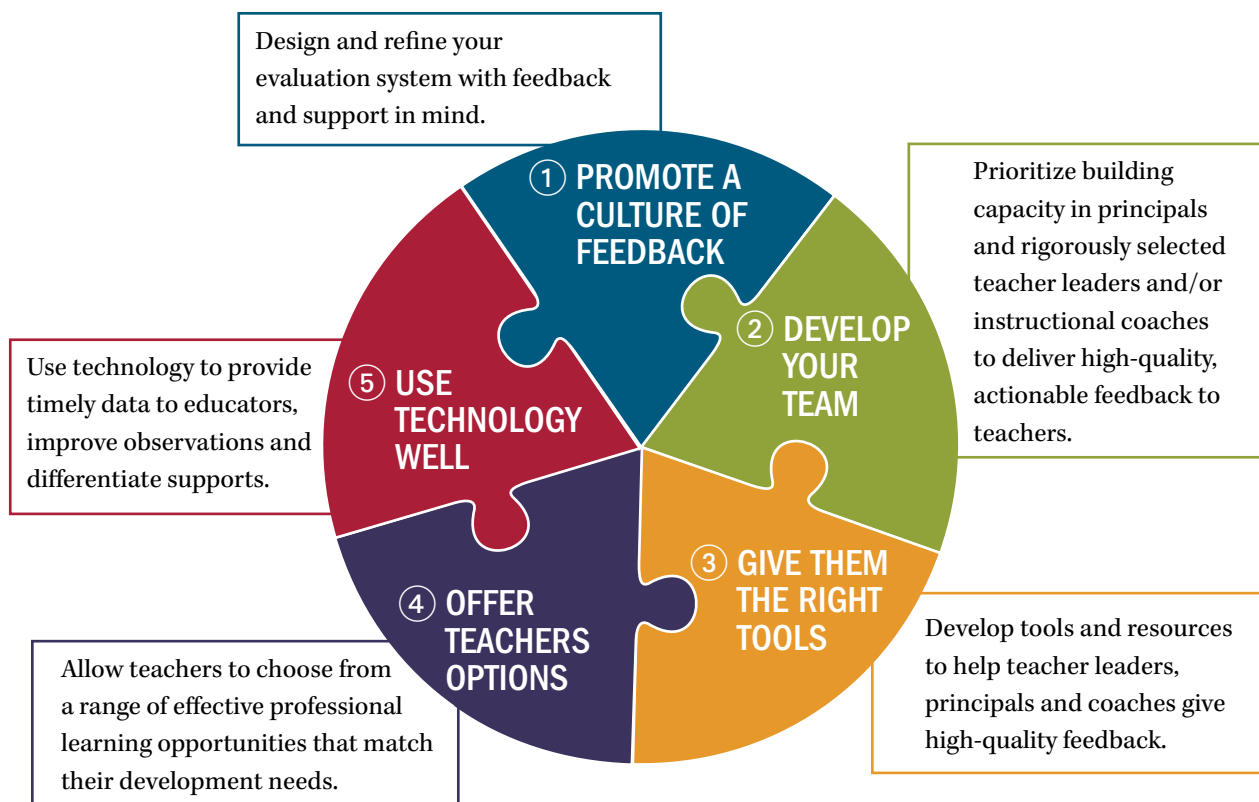 Design and refine your
evaluation system with feedback
and support in mind.
1 PROMOTE A
CULTURE OF
FEEDBACK
Prioritize building
capacity in principals
and rigorously selected
teacher leaders and/or
instructional coaches
to deliver high-quality,
actionable feedback to
teachers.
2 DEVELOP
YOUR
TEAM
3 GIVE THEM
THE RIGHT
TOOLS
Develop tools and resources
to help teacher leaders,
principals and coaches give
high-quality feedback.
4 OFFER
TEACHERS
OPTIONS
Allow teachers to choose from
a range of effective professional
learning opportunities that match
their development needs.
5 USE
TECHNOLOGY
WELL
Use technology to provide
timely data to educators,
improve observations and
differentiate supports.